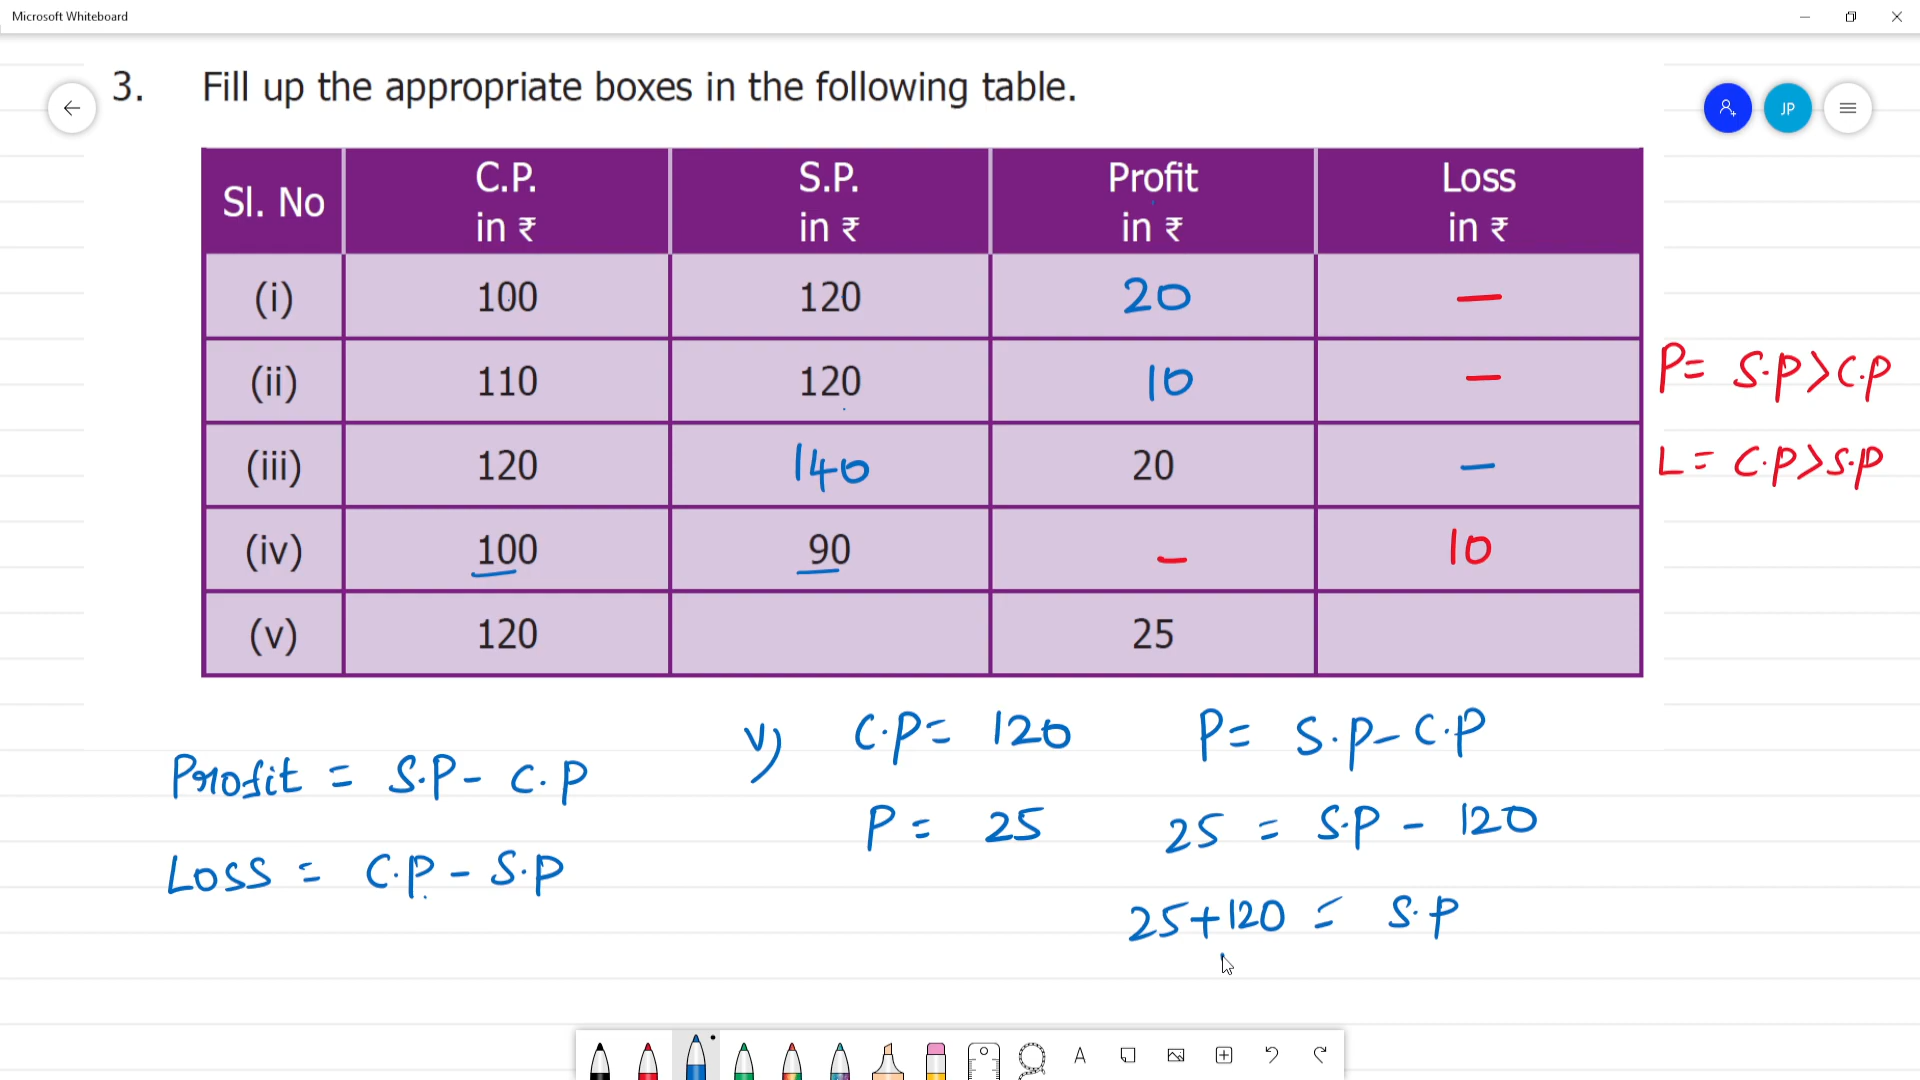 Microsoft Whiteboard
3. Fill up the appropriate boxes in the following table.
JP
Sl. No C.P. in ₹ S.P. in ₹ Profit in ₹ Loss in ₹
(i) 100 120 20 –
(ii) 110 120 10 –
(iii) 120 140 20 –
(iv) 100 90 – 10
(v) 120 25
P= S.P>C.P
L= C.P>S.P
Profit = S.P- C.P
Loss = C.P - S.P
v) C.P= 120 P= S.P-C.P
P= 25 25 = S.P - 120
25+120 = S.P
A